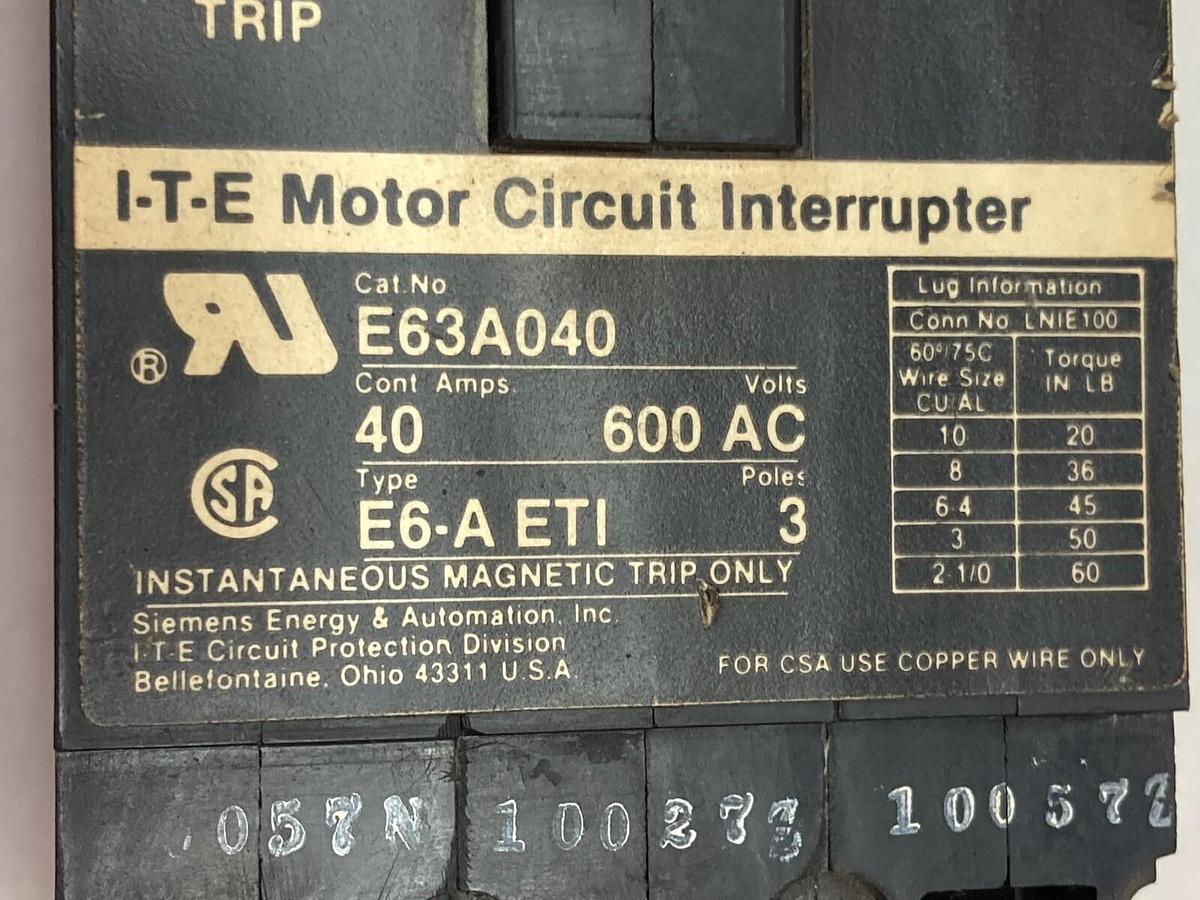 TRIP
I-T-E Motor Circuit Interrupter
Cat. No
E63A040
Cont Amps Volts
40 600 AC
Type Poles
E6-A ETI 3
INSTANTANEOUS MAGNETIC TRIP ONLY
Siemens Energy & Automation, Inc.
I-T-E Circuit Protection Division
Bellefontaine, Ohio 43311 U.S.A.
®
SA
Lug Information
Conn No LNIE100
60°/75C
Wire Size
CU/AL
Torque
IN LB
10 20
8 36
6-4 45
3 50
2-1/0 60
FOR CSA USE COPPER WIRE ONLY
057N 100 27 10057